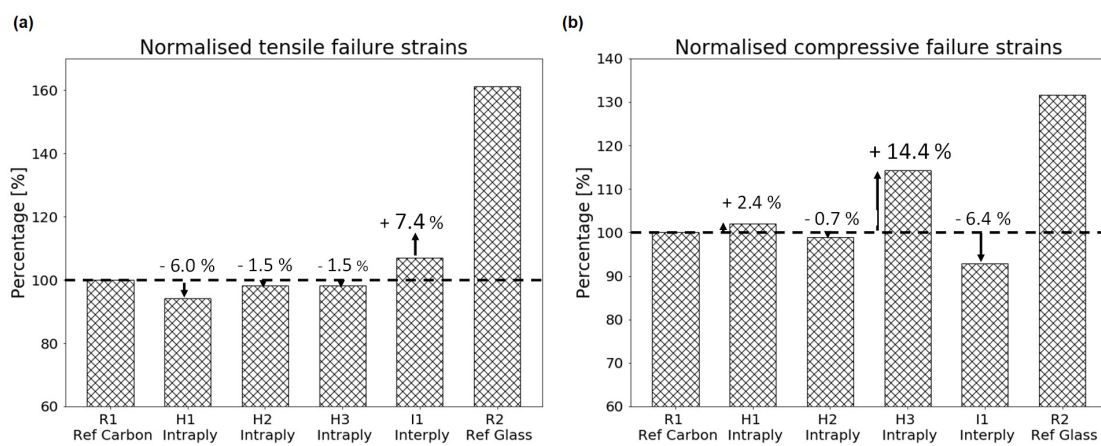 (a)
Normalised tensile failure strains
Percentage [%]
160
140
120
100
80
60
- 6.0 %
- 1.5 %
- 1.5 %
+ 7.4 %
R1
Ref Carbon
H1
Intraply
H2
Intraply
H3
Intraply
I1
Interply
R2
Ref Glass
(b)
Normalised compressive failure strains
Percentage [%]
140
130
120
110
100
90
80
70
60
+ 2.4 %
- 0.7 %
+ 14.4 %
- 6.4 %
R1
Ref Carbon
H1
Intraply
H2
Intraply
H3
Intraply
I1
Interply
R2
Ref Glass